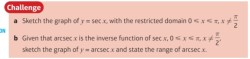 Challenge
a Sketch the graph of y = sec x, with the restricted domain 0 ⩽ x ⩽ π, x ≠ π/2
b Given that arcsec x is the inverse function of sec x, 0 ⩽ x ⩽ π, x ≠ π/2,
sketch the graph of y = arcsec x and state the range of arcsec x.